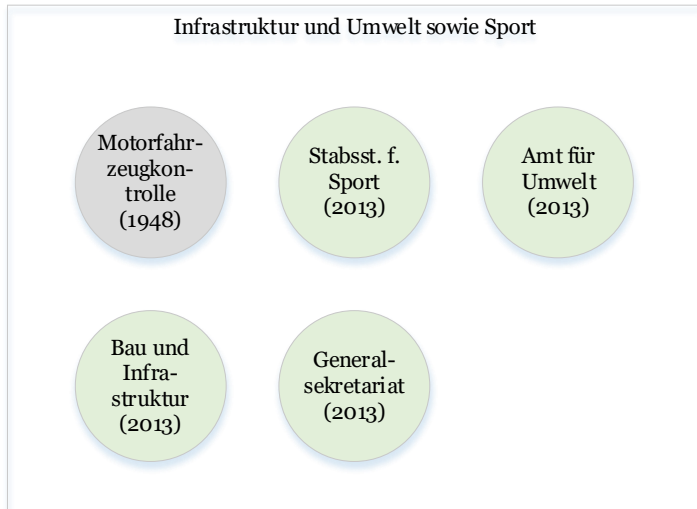 Infrastruktur und Umwelt sowie Sport
Motorfahr-
zeugkon-
trolle
(1948)
Stabsst. f.
Sport
(2013)
Amt für
Umwelt
(2013)
Bau und
Infra-
struktur
(2013)
General-
sekretariat
(2013)